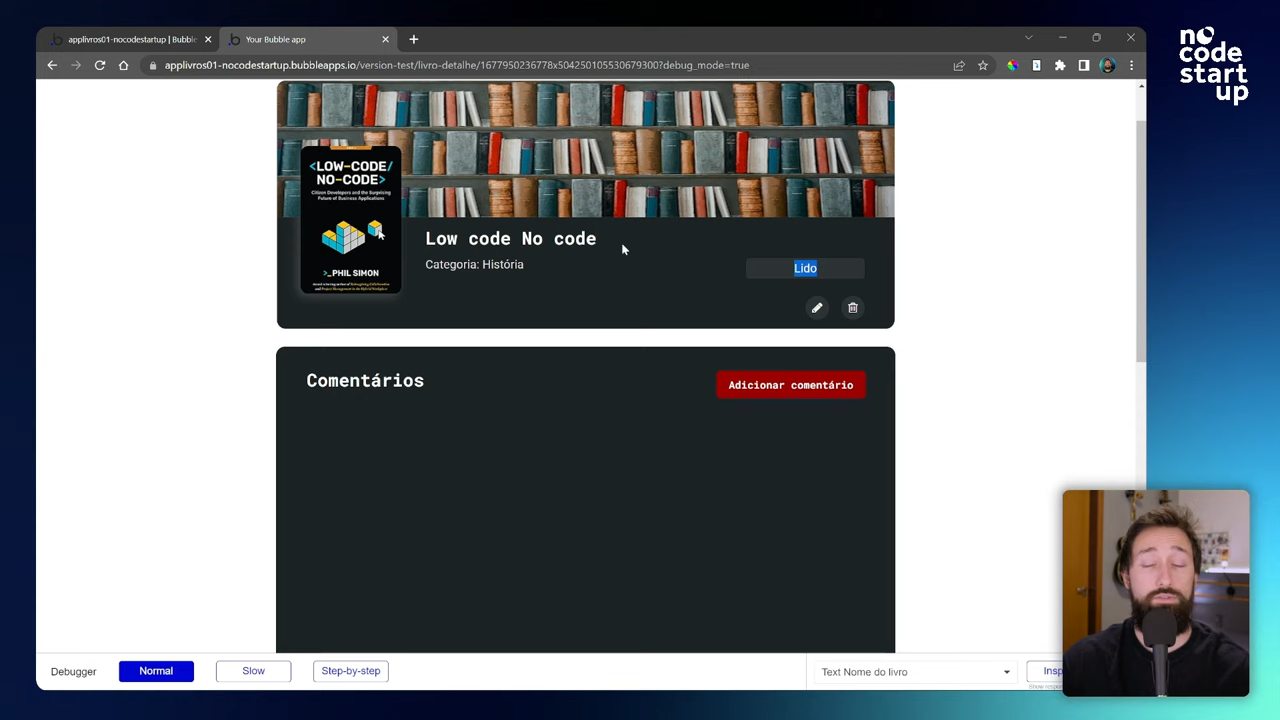 applivros01-nocodestartup | Bubbl
Your Bubble app
no
code
start
up
applivros01-nocodestartup.bubbleapps.io/version-test/livro-detalhe/1677950236778x504250105530679300?debug_mode=true
<LOW-CODE/
NO-CODE>
Citizen Developers and the Surprising
Future of Business Applications
>_PHIL SIMON
Low code No code
Categoria: História
Lido
Comentários
Adicionar comentário
Debugger
Normal
Slow
Step-by-step
Text Nome do livro
Insp